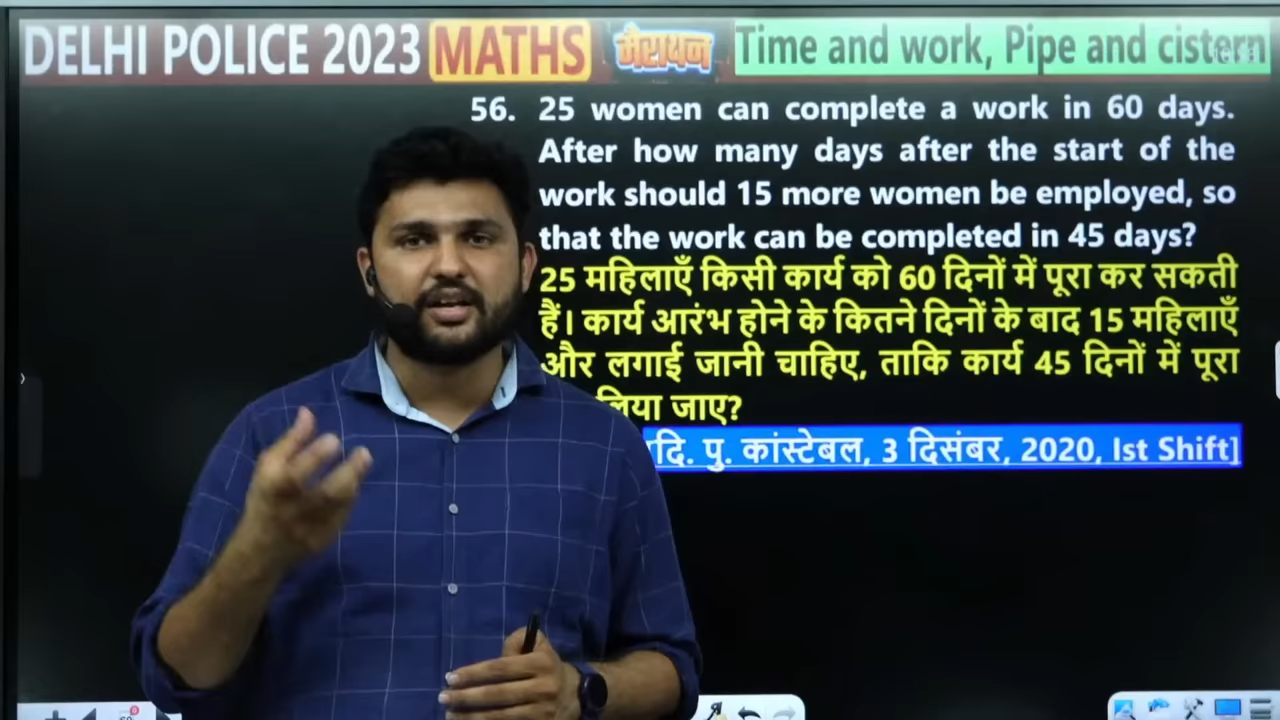 DELHI POLICE 2023 MATHS मैराथन Time and work, Pipe and cistern
56. 25 women can complete a work in 60 days.
After how many days after the start of the
work should 15 more women be employed, so
that the work can be completed in 45 days?
25 महिलाएँ किसी कार्य को 60 दिनों में पूरा कर सकती
हैं। कार्य आरंभ होने के कितने दिनों के बाद 15 महिलाएँ
और लगाई जानी चाहिए, ताकि कार्य 45 दिनों में पूरा
लिया जाए?
दि. पु. कांस्टेबल, 3 दिसंबर, 2020, Ist Shift]